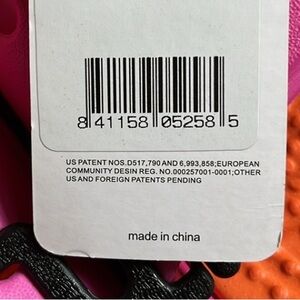 8 41158 05258 5
US PATENT NOS.D517,790 AND 6,993,858;EUROPEAN
COMMUNITY DESIN REG. NO.000257001-0001;OTHER
US AND FOREIGN PATENTS PENDING
made in china